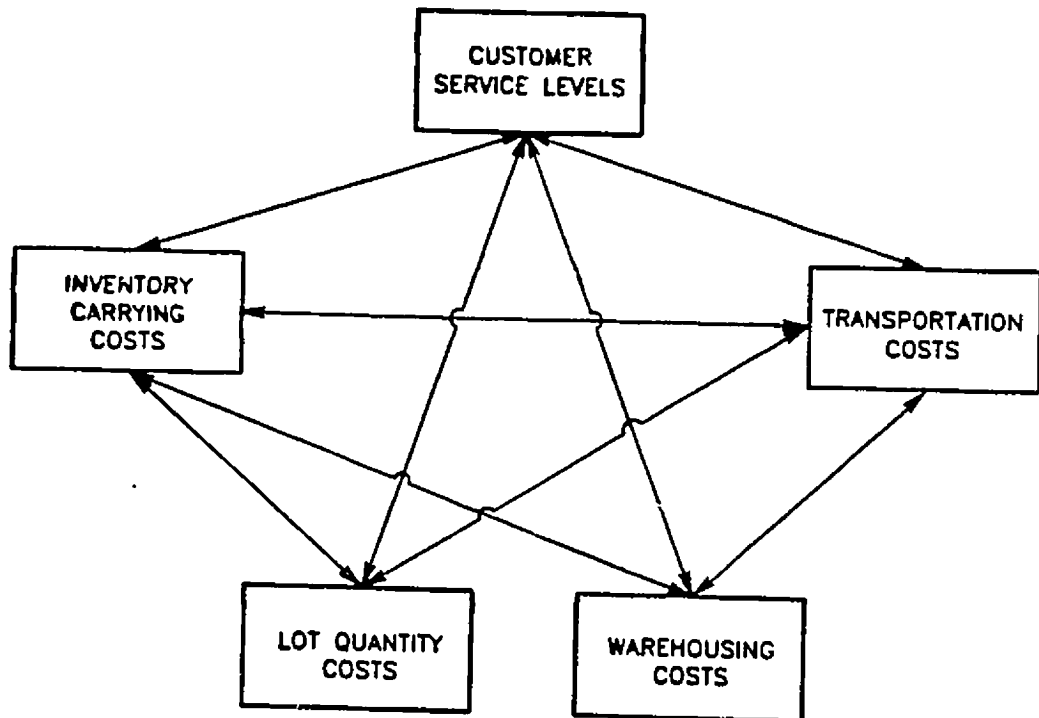 CUSTOMER
SERVICE LEVELS
INVENTORY
CARRYING
COSTS
TRANSPORTATION
COSTS
LOT QUANTITY
COSTS
WAREHOUSING
COSTS